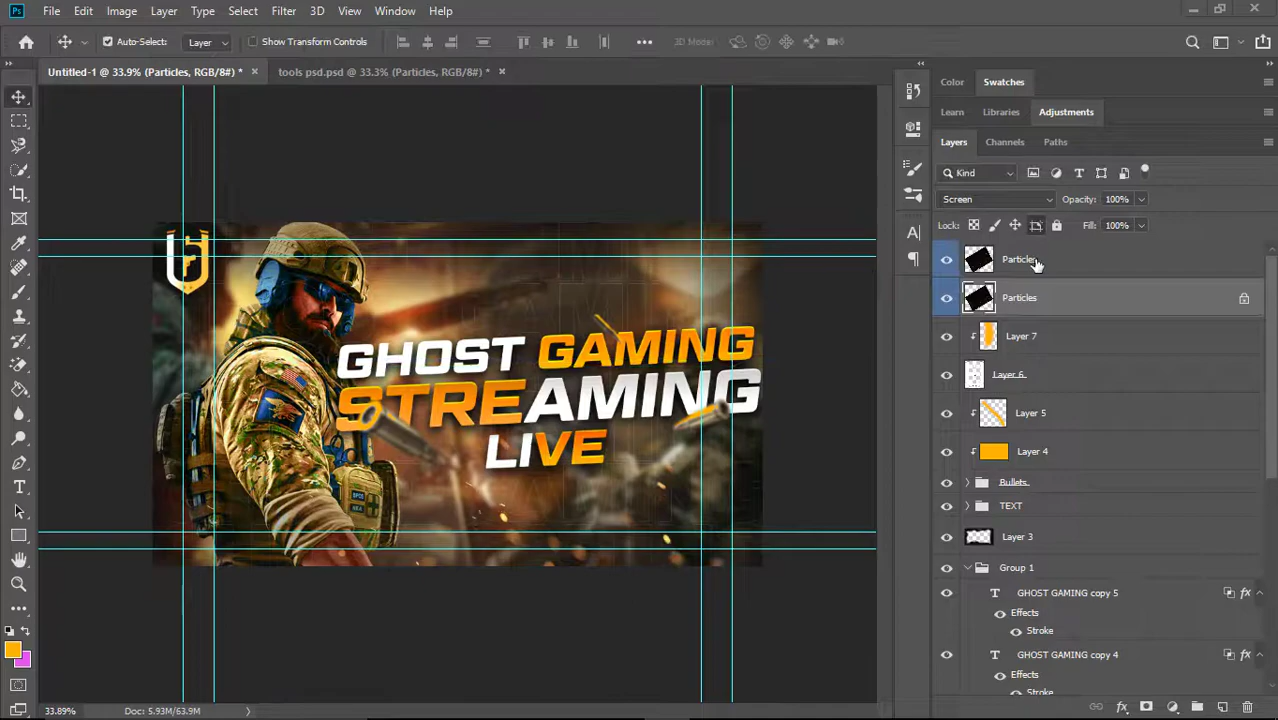 Ps File Edit Image Layer Type Select Filter 3D View Window Help
Auto-Select: Layer Show Transform Controls 3D Mode:
Untitled-1 @ 33.9% (Particles, RGB/8#) * × tools psd.psd @ 33.3% (Particles, RGB/8#) * ×
Color Swatches
Learn Libraries Adjustments
Layers Channels Paths
Kind
Screen Opacity: 100%
Lock: Fill: 100%
Particles
Particles
Layer 7
Layer 6
Layer 5
Layer 4
Bullets
TEXT
Layer 3
Group 1
T GHOST GAMING copy 5 fx
Effects
Stroke
T GHOST GAMING copy 4 fx
Effects
Stroke
GHOST GAMING
STREAMING
LIVE
33.89% Doc: 5.93M/63.9M